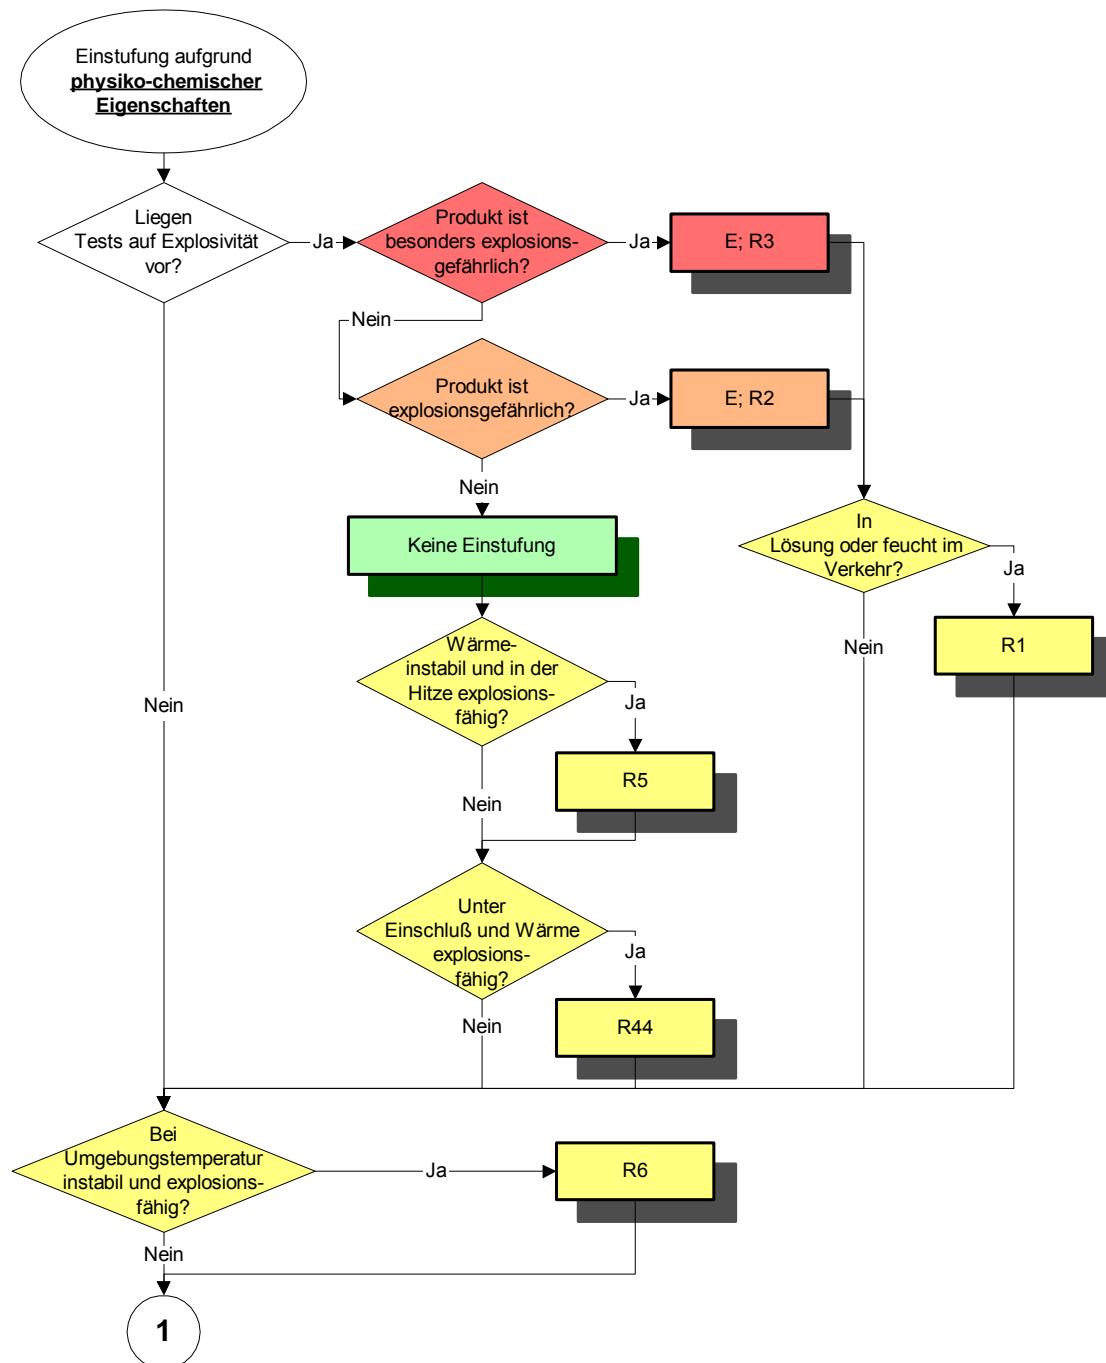 Einstufung aufgrund
physiko-chemischer
Eigenschaften
Liegen
Tests auf Explosivität
vor?
Ja
Produkt ist
besonders explosions-
gefährlich?
Ja
E; R3
Nein
Produkt ist
explosionsgefährlich?
Ja
E; R2
Nein
Keine Einstufung
In
Lösung oder feucht im
Verkehr?
Ja
R1
Nein
Wärme-
instabil und in der
Hitze explosions-
fähig?
Ja
R5
Nein
Nein
Unter
Einschluß und Wärme
explosions-
fähig?
Ja
R44
Nein
Bei
Umgebungstemperatur
instabil und explosions-
fähig?
Ja
R6
Nein
1